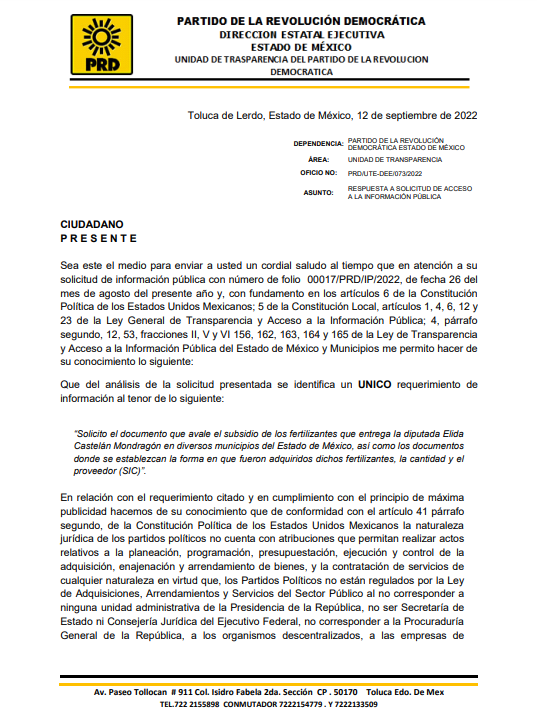 PRD
PARTIDO DE LA REVOLUCIÓN DEMOCRÁTICA
DIRECCION ESTATAL EJECUTIVA
ESTADO DE MÉXICO
UNIDAD DE TRASPARENCIA DEL PARTIDO DE LA REVOLUCION
DEMOCRATICA
Toluca de Lerdo, Estado de México, 12 de septiembre de 2022
DEPENDENCIA: PARTIDO DE LA REVOLUCIÓN
DEMOCRÁTICA ESTADO DE MÉXICO
ÁREA: UNIDAD DE TRANSPARENCIA
OFICIO NO: PRD/UTE-DEE/073/2022
ASUNTO: RESPUESTA A SOLICITUD DE ACCESO
A LA INFORMACIÓN PÚBLICA
CIUDADANO
P R E S E N T E
Sea este el medio para enviar a usted un cordial saludo al tiempo que en atención a su
solicitud de información pública con número de folio 00017/PRD/IP/2022, de fecha 26 del
mes de agosto del presente año y, con fundamento en los artículos 6 de la Constitución
Política de los Estados Unidos Mexicanos; 5 de la Constitución Local, artículos 1, 4, 6, 12 y
23 de la Ley General de Transparencia y Acceso a la Información Pública; 4, párrafo
segundo, 12, 53, fracciones II, V y VI 156, 162, 163, 164 y 165 de la Ley de Transparencia
y Acceso a la Información Pública del Estado de México y Municipios me permito hacer de
su conocimiento lo siguiente:
Que del análisis de la solicitud presentada se identifica un UNICO requerimiento de
información al tenor de lo siguiente:
“Solicito el documento que avale el subsidio de los fertilizantes que entrega la diputada Elida
Castelán Mondragón en diversos municipios del Estado de México, así como los documentos
donde se establezcan la forma en que fueron adquiridos dichos fertilizantes, la cantidad y el
proveedor (SIC)”.
En relación con el requerimiento citado y en cumplimiento con el principio de máxima
publicidad hacemos de su conocimiento que de conformidad con el artículo 41 párrafo
segundo, de la Constitución Política de los Estados Unidos Mexicanos la naturaleza
jurídica de los partidos políticos no cuenta con atribuciones que permitan realizar actos
relativos a la planeación, programación, presupuestación, ejecución y control de la
adquisición, enajenación y arrendamiento de bienes, y la contratación de servicios de
cualquier naturaleza en virtud que, los Partidos Políticos no están regulados por la Ley
de Adquisiciones, Arrendamientos y Servicios del Sector Público al no corresponder a
ninguna unidad administrativa de la Presidencia de la República, no ser Secretaría de
Estado ni Consejería Jurídica del Ejecutivo Federal, no corresponder a la Procuraduría
General de la República, a los organismos descentralizados, a las empresas de
Av. Paseo Tollocan # 911 Col. Isidro Fabela 2da. Sección CP . 50170 Toluca Edo. De Mex
TEL.722 2155898 CONMUTADOR 7222154779 . Y 7222133509